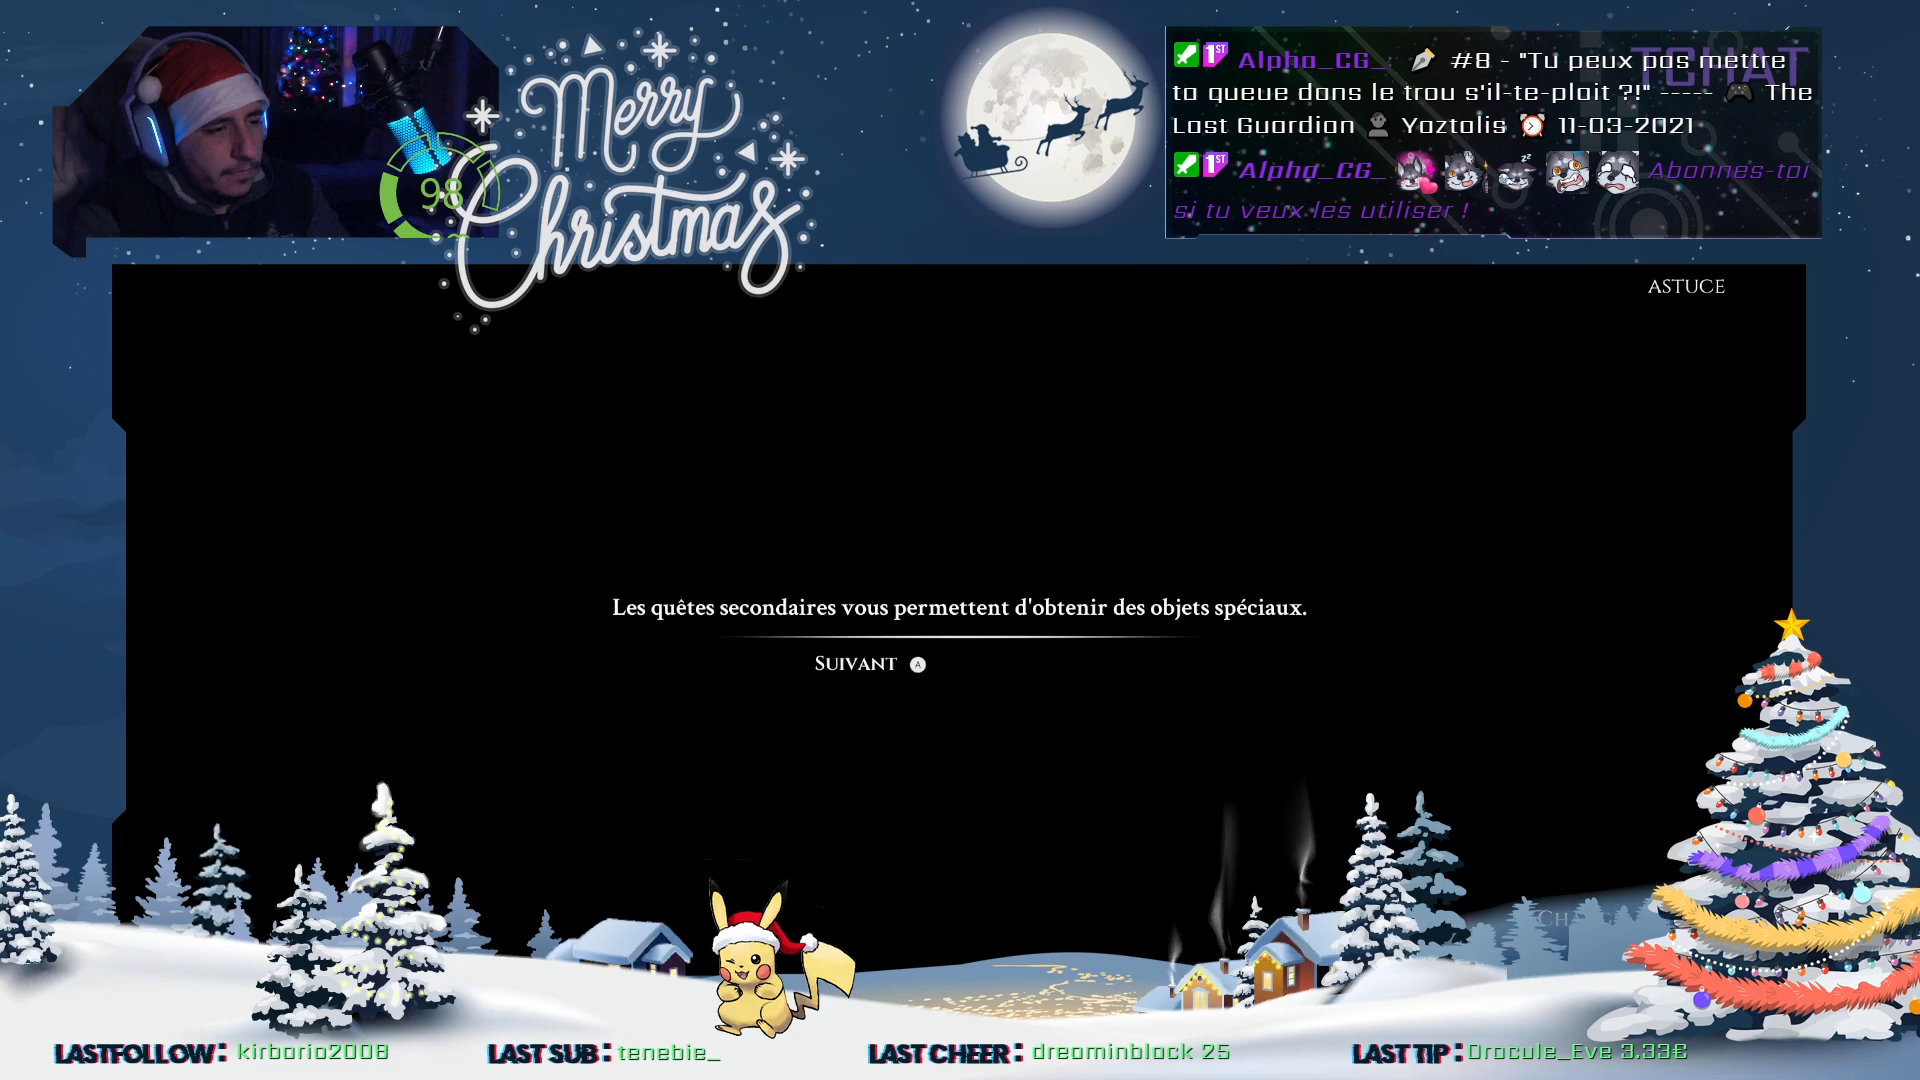 Merry
Christmas
98
TCHAT
Alpha_CG_: #8 - "Tu peux pas mettre
ta queue dans le trou s'il-te-plait ?!" ----- The
Last Guardian Yaztalis 11-03-2021
Alpha_CG_ Abonnes-toi
si tu veux les utiliser !
ASTUCE
Les quêtes secondaires vous permettent d'obtenir des objets spéciaux.
SUIVANT A
LASTFOLLOW : kirbario2008
LAST SUB : tenebie_
LAST CHEER : dreaminblack 25
LAST TIP : Dracule_Eve 3.33€